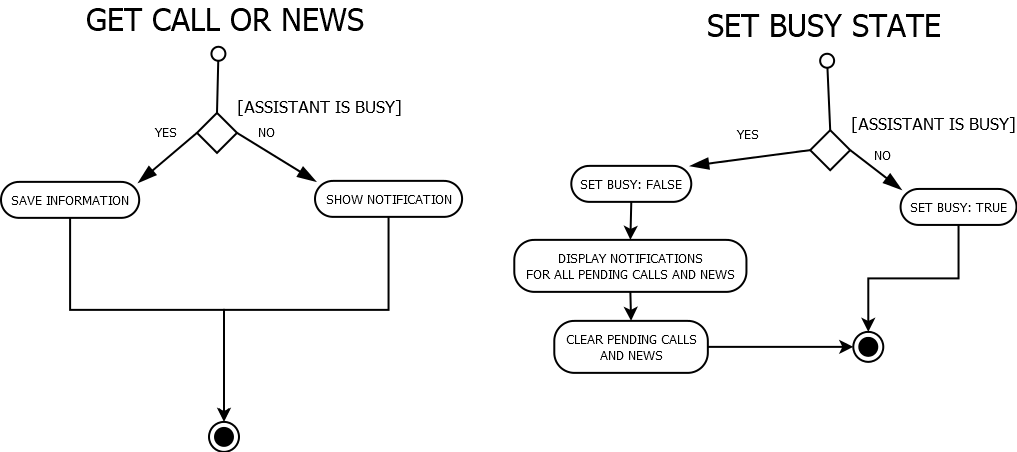 GET CALL OR NEWS
[ASSISTANT IS BUSY]
YES
NO
SAVE INFORMATION
SHOW NOTIFICATION
SET BUSY STATE
[ASSISTANT IS BUSY]
YES
NO
SET BUSY: FALSE
SET BUSY: TRUE
DISPLAY NOTIFICATIONS
FOR ALL PENDING CALLS AND NEWS
CLEAR PENDING CALLS
AND NEWS